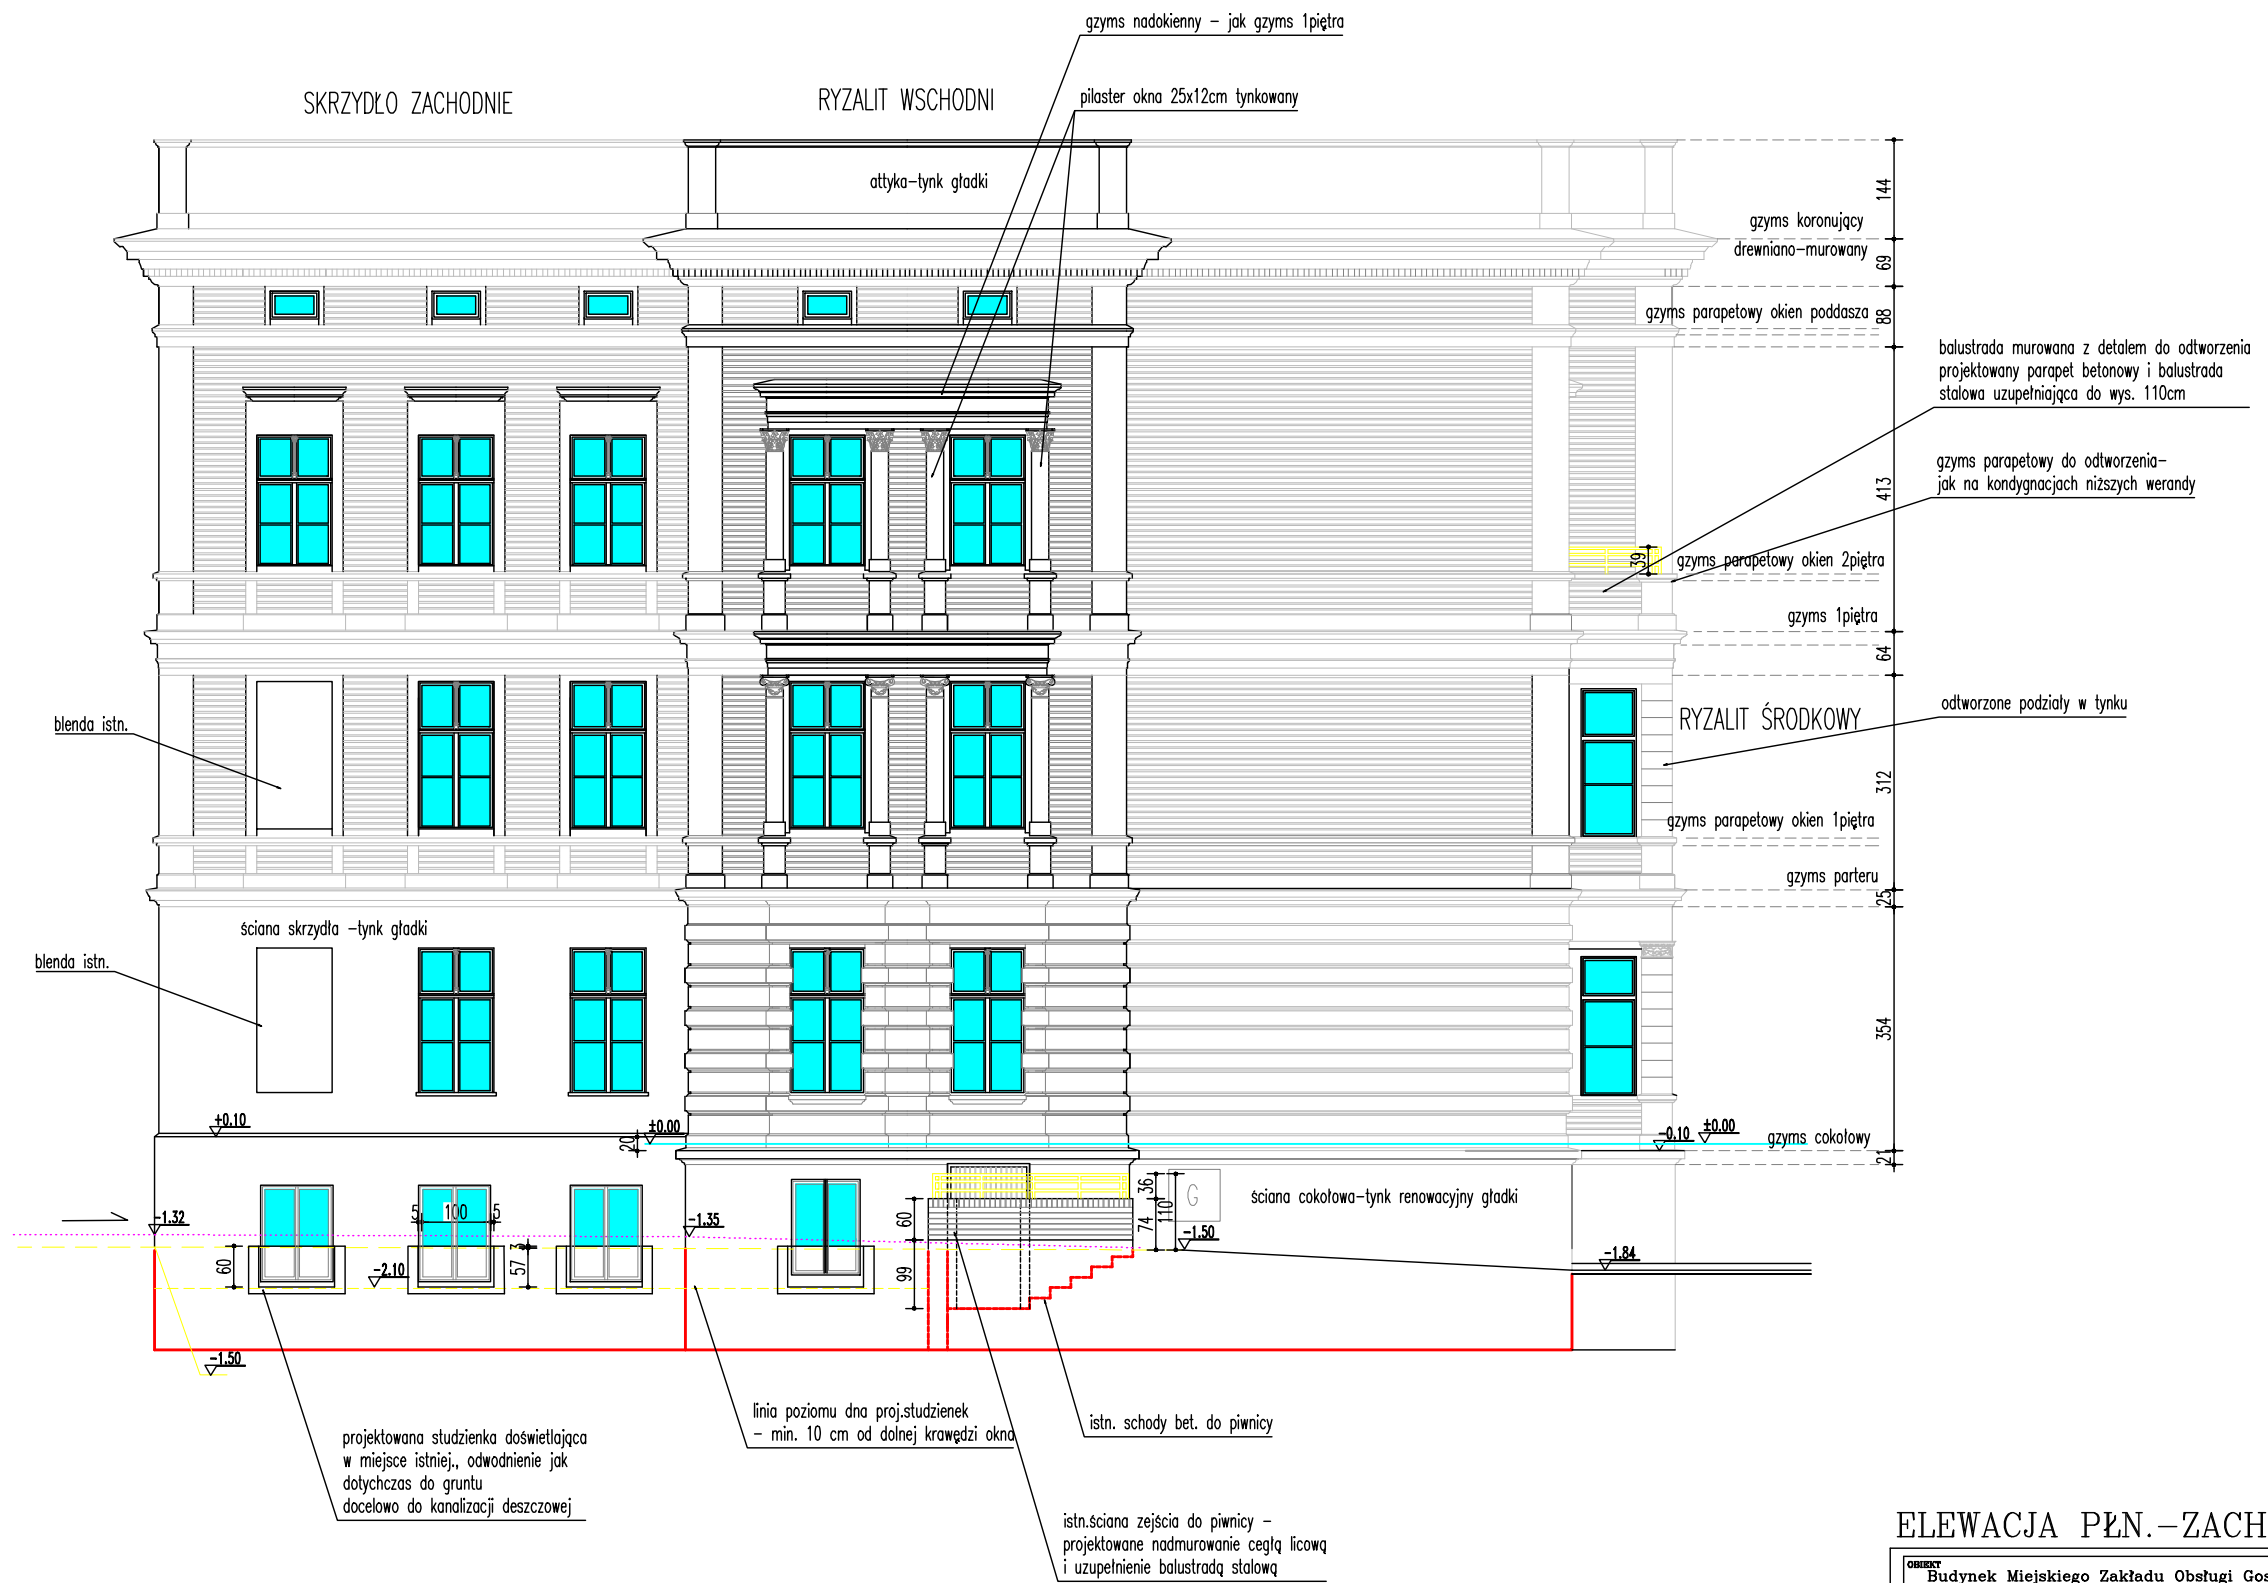 gzyms nadokienny – jak gzyms 1piętra
SKRZYDŁO ZACHODNIE
RYZALIT WSCHODNI
pilaster okna 25x12cm tynkowany
attyka–tynk gładki
144
gzyms koronujący
drewniano–murowany
69
gzyms parapetowy okien poddasza
88
balustrada murowana z detalem do odtworzenia
projektowany parapet betonowy i balustrada
stalowa uzupełniająca do wys. 110cm
gzyms parapetowy do odtworzenia–
jak na kondygnacjach niższych werandy
413
39
gzyms parapetowy okien 2piętra
gzyms 1piętra
64
odtworzone podziały w tynku
RYZALIT ŚRODKOWY
blenda istn.
312
gzyms parapetowy okien 1piętra
gzyms parteru
25
ściana skrzydła –tynk gładki
blenda istn.
354
+0.10
±0.00
20
–0.10
±0.00
gzyms cokołowy
21
ściana cokołowa–tynk renowacyjny gładki
G
36
110
74
60
99
5
100
5
–1.32
–1.35
–1.50
–1.84
60
–2.10
57
3
–1.50
linia poziomu dna proj.studzienek
– min. 10 cm od dolnej krawędzi okna
istn. schody bet. do piwnicy
projektowana studzienka doświetlająca
w miejsce istniej., odwodnienie jak
dotychczas do gruntu
docelowo do kanalizacji deszczowej
istn.ściana zejścia do piwnicy –
projektowane nadmurowanie cegłą licową
i uzupełnienie balustradą stalową
ELEWACJA PŁN.–ZACH
OBIEKT
Budynek Miejskiego Zakładu Obsługi Gos